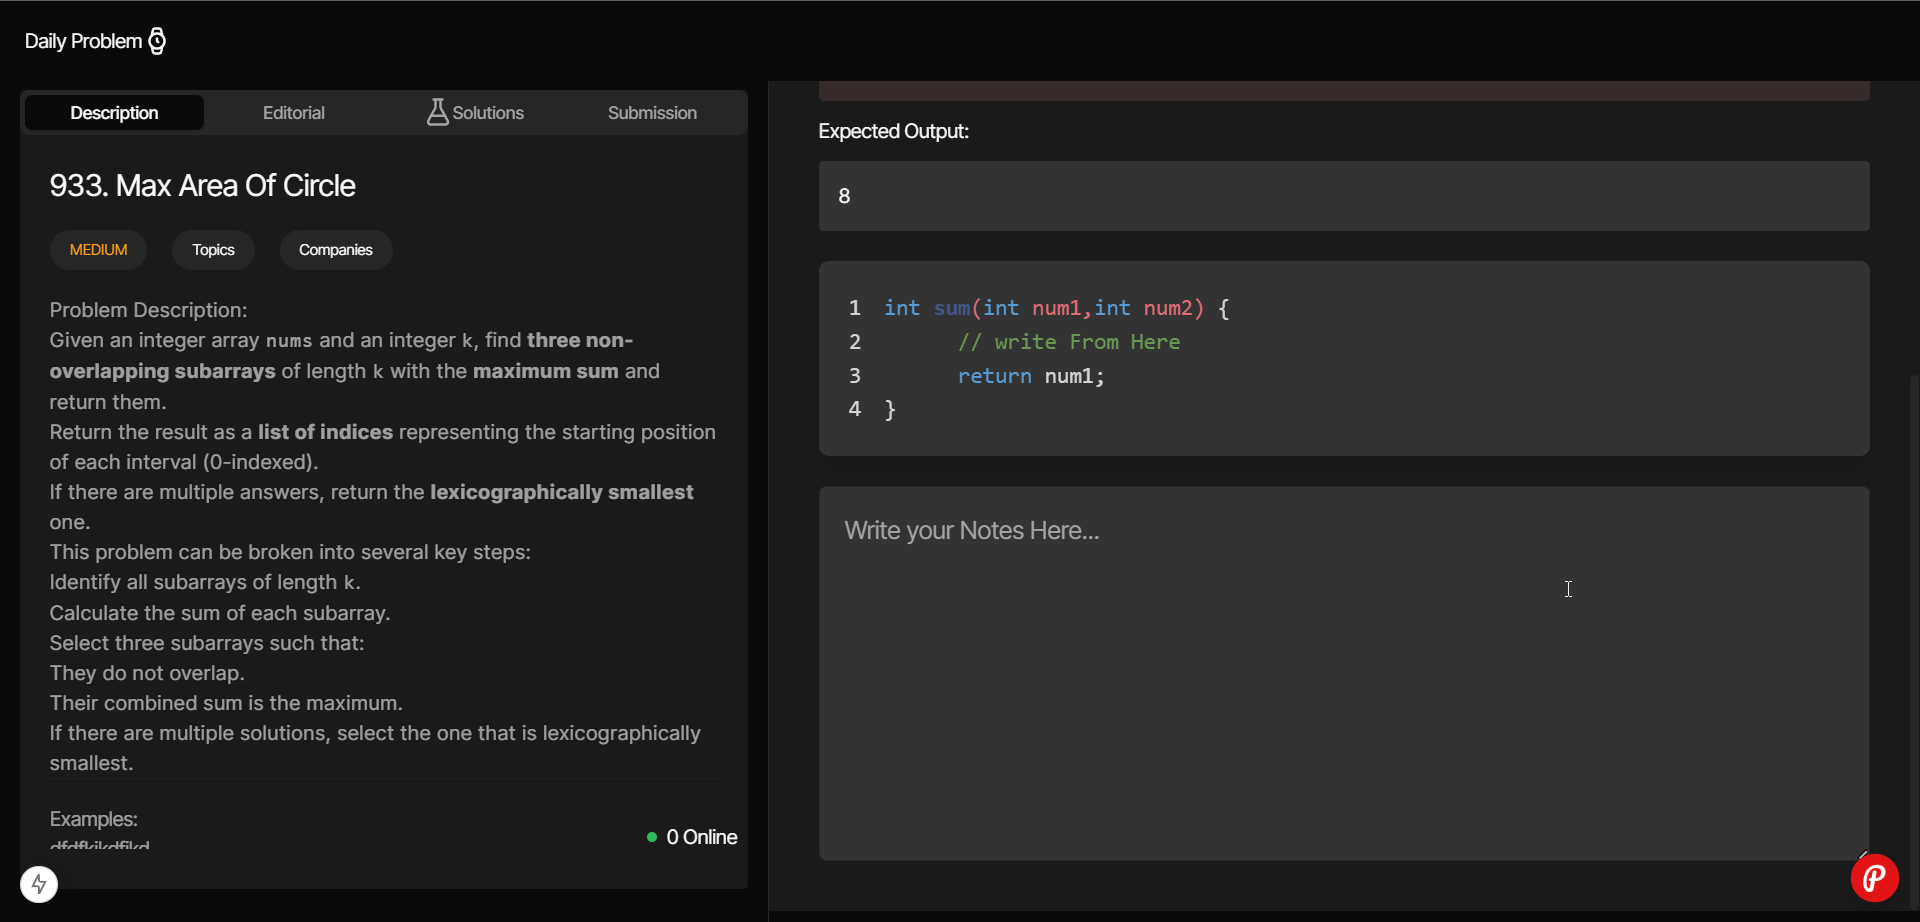 Daily Problem
Description Editorial Solutions Submission
933. Max Area Of Circle
MEDIUM Topics Companies
Problem Description:
Given an integer array nums and an integer k, find three non-
overlapping subarrays of length k with the maximum sum and
return them.
Return the result as a list of indices representing the starting position
of each interval (0-indexed).
If there are multiple answers, return the lexicographically smallest
one.
This problem can be broken into several key steps:
Identify all subarrays of length k.
Calculate the sum of each subarray.
Select three subarrays such that:
They do not overlap.
Their combined sum is the maximum.
If there are multiple solutions, select the one that is lexicographically
smallest.
Examples:
0 Online
Expected Output:
8
1 int sum(int num1,int num2) {
2 // write From Here
3 return num1;
4 }
Write your Notes Here...